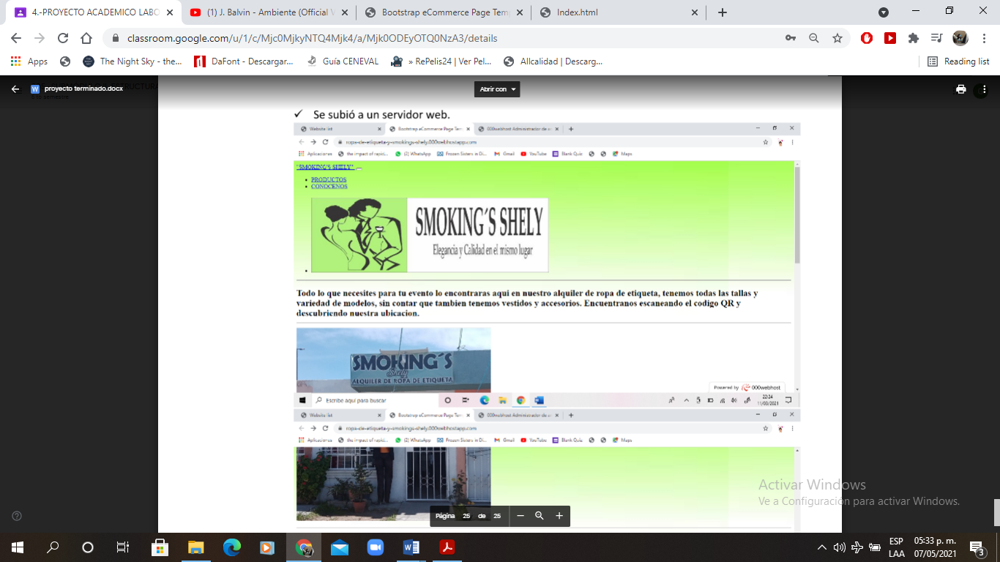 4.-PROYECTO ACADEMICO LABO
(1) J. Balvin - Ambiente (Official V
Bootstrap eCommerce Page Temp
Index.html
classroom.google.com/u/1/c/Mjc0MjkyNTQ4Mjk4/a/Mjk0ODEyOTQ0NzA3/details
Apps
The Night Sky - the...
DaFont - Descargar...
Guía CENEVAL
» RePelis24 | Ver Pel...
Allcalidad | Descarg...
Reading list
proyecto terminado.docx
Abrir con
✓ Se subió a un servidor web.
Website list
Bootstrap eCommerce Page Tem
000webhost Administrador de
ropa-de-etiqueta-y-smokings-shely.000webhostapp.com
Aplicaciones
the impact of rapid...
(2) WhatsApp
Frozen Sisters in Di...
Gmail
YouTube
Blank Quiz
Maps
"SMOKING'S SHELY"
• PRODUCTOS
• CONOCENOS
SMOKING´S SHELY
Elegancia y Calidad en el mismo lugar
Todo lo que necesites para tu evento lo encontraras aqui en nuestro alquiler de ropa de etiqueta, tenemos todas las tallas y
variedad de modelos, sin contar que tambien tenemos vestidos y accesorios. Encuentranos escaneando el codigo QR y
descubriendo nuestra ubicacion.
SMOKING´S
Shely
ALQUILER DE ROPA DE ETIQUETA
Powered by 000webhost
Escribe aquí para buscar
22:24
11/03/2021
Website list
Bootstrap eCommerce Page Tem
000webhost Administrador de
ropa-de-etiqueta-y-smokings-shely.000webhostapp.com
Aplicaciones
the impact of rapid...
(2) WhatsApp
Frozen Sisters in Di...
Gmail
YouTube
Blank Quiz
Maps
Activar Windows
Ve a Configuración para activar Windows.
Página 25 de 25
ESP
LAA
05:33 p. m.
07/05/2021
3